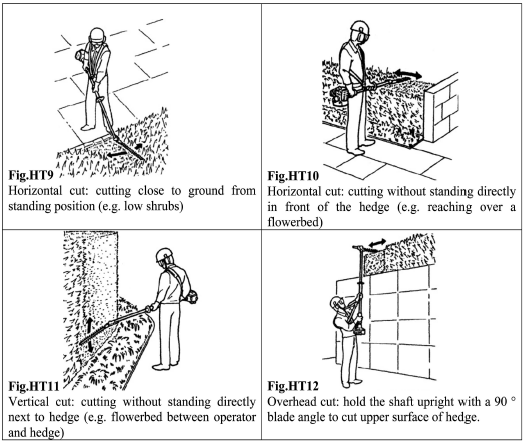 Fig.HT9
Horizontal cut: cutting close to ground from
standing position (e.g. low shrubs)
Fig.HT10
Horizontal cut: cutting without standing directly
in front of the hedge (e.g. reaching over a
flowerbed)
Fig.HT11
Vertical cut: cutting without standing directly
next to hedge (e.g. flowerbed between operator
and hedge)
Fig.HT12
Overhead cut: hold the shaft upright with a 90 °
blade angle to cut upper surface of hedge.